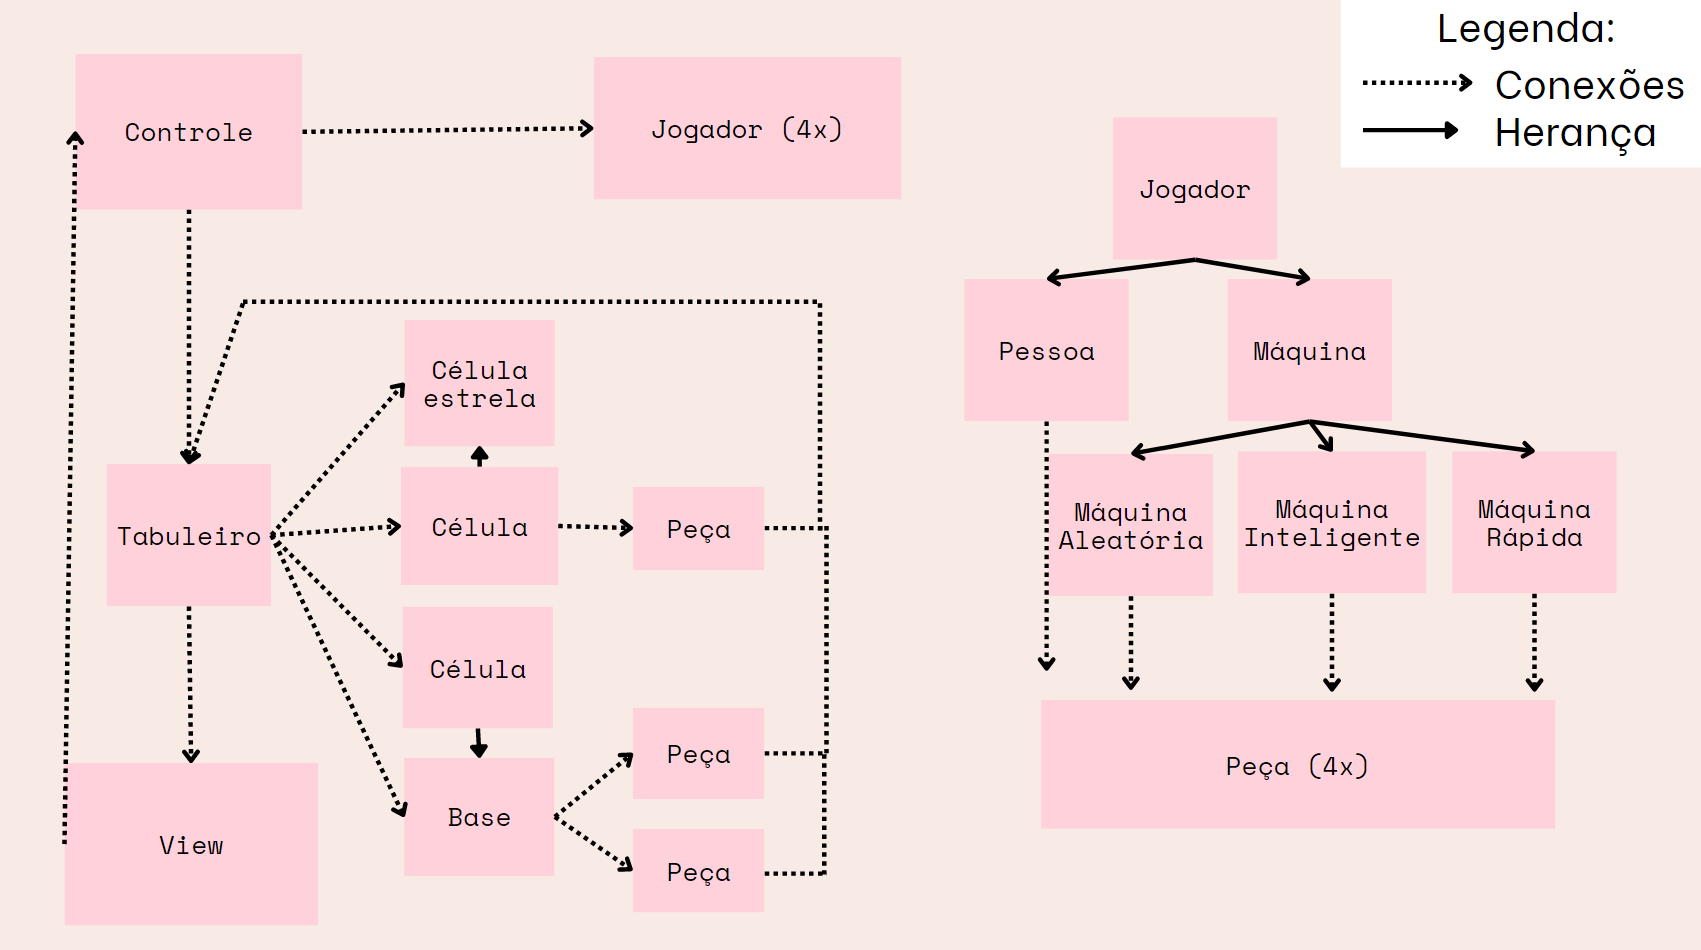 Legenda:
Conexões
Herança
Controle
Jogador (4x)
Jogador
Pessoa
Máquina
Célula
estrela
Tabuleiro
Célula
Peça
Máquina
Aleatória
Máquina
Inteligente
Máquina
Rápida
Célula
Peça
Base
Peça
View
Peça (4x)